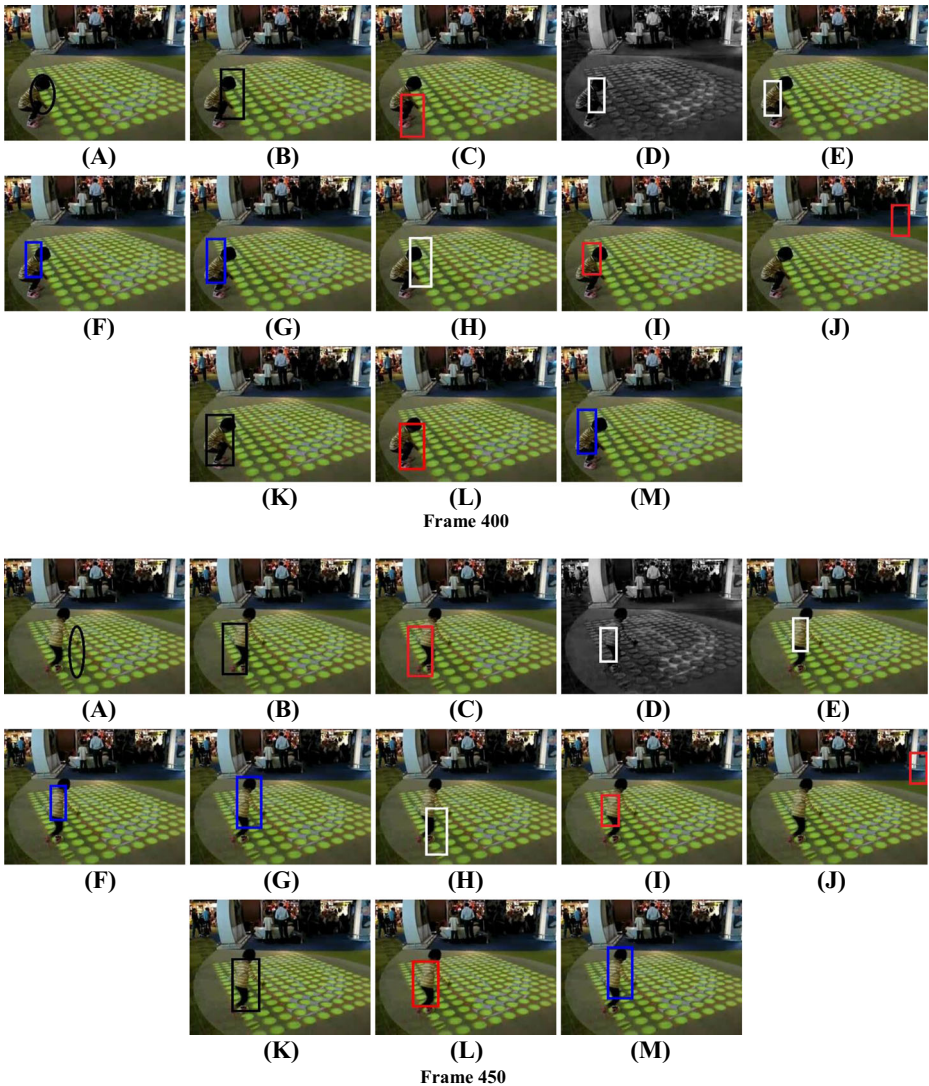 (A) (B) (C) (D) (E)
(F) (G) (H) (I) (J)
(K) (L) (M)
Frame 400
(A) (B) (C) (D) (E)
(F) (G) (H) (I) (J)
(K) (L) (M)
Frame 450